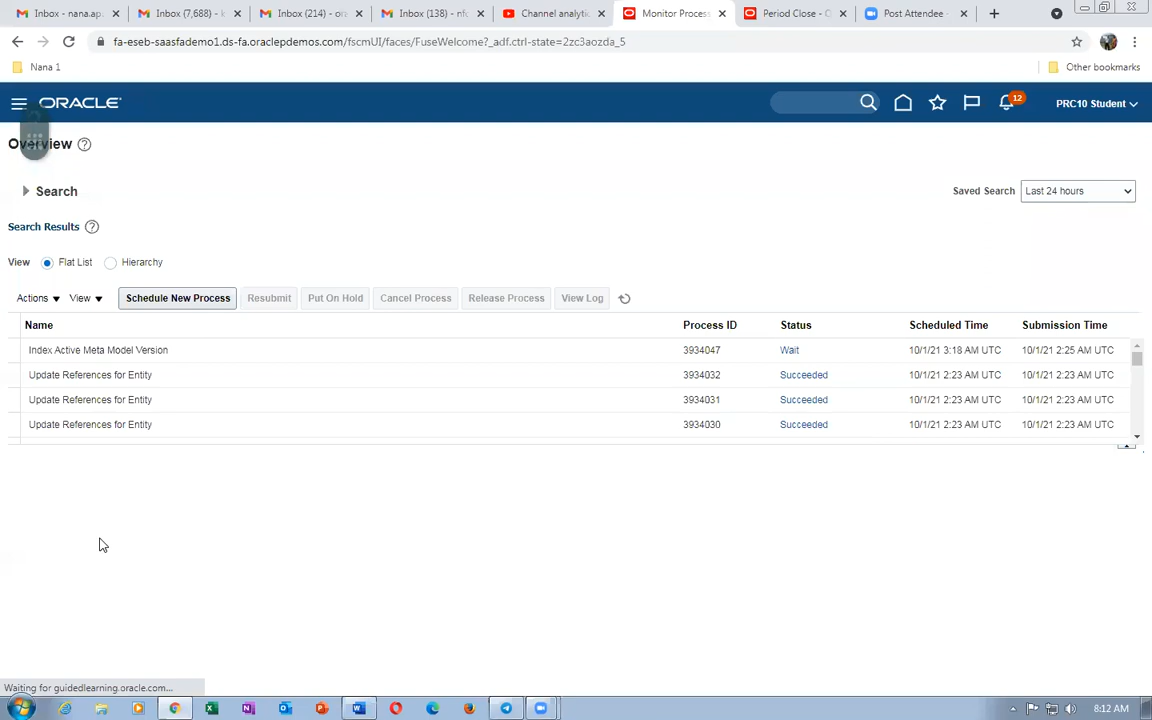 Inbox - nana.ap
Inbox (7,688) - k
Inbox (214) - ora
Inbox (138) - nfo
Channel analytic
Monitor Process
Period Close - O
Post Attendee -
fa-eseb-saasfademo1.ds-fa.oraclepdemos.com/fscmUI/faces/FuseWelcome?_adf.ctrl-state=2zc3aozda_5
Nana 1
Other bookmarks
ORACLE
12
PRC10 Student
Overview
Search
Saved Search
Last 24 hours
Search Results
View
Flat List
Hierarchy
Actions
View
Schedule New Process
Resubmit
Put On Hold
Cancel Process
Release Process
View Log
Name Process ID Status Scheduled Time Submission Time
Index Active Meta Model Version 3934047 Wait 10/1/21 3:18 AM UTC 10/1/21 2:25 AM UTC
Update References for Entity 3934032 Succeeded 10/1/21 2:23 AM UTC 10/1/21 2:23 AM UTC
Update References for Entity 3934031 Succeeded 10/1/21 2:23 AM UTC 10/1/21 2:23 AM UTC
Update References for Entity 3934030 Succeeded 10/1/21 2:23 AM UTC 10/1/21 2:23 AM UTC
Waiting for guidedlearning.oracle.com...
8:12 AM